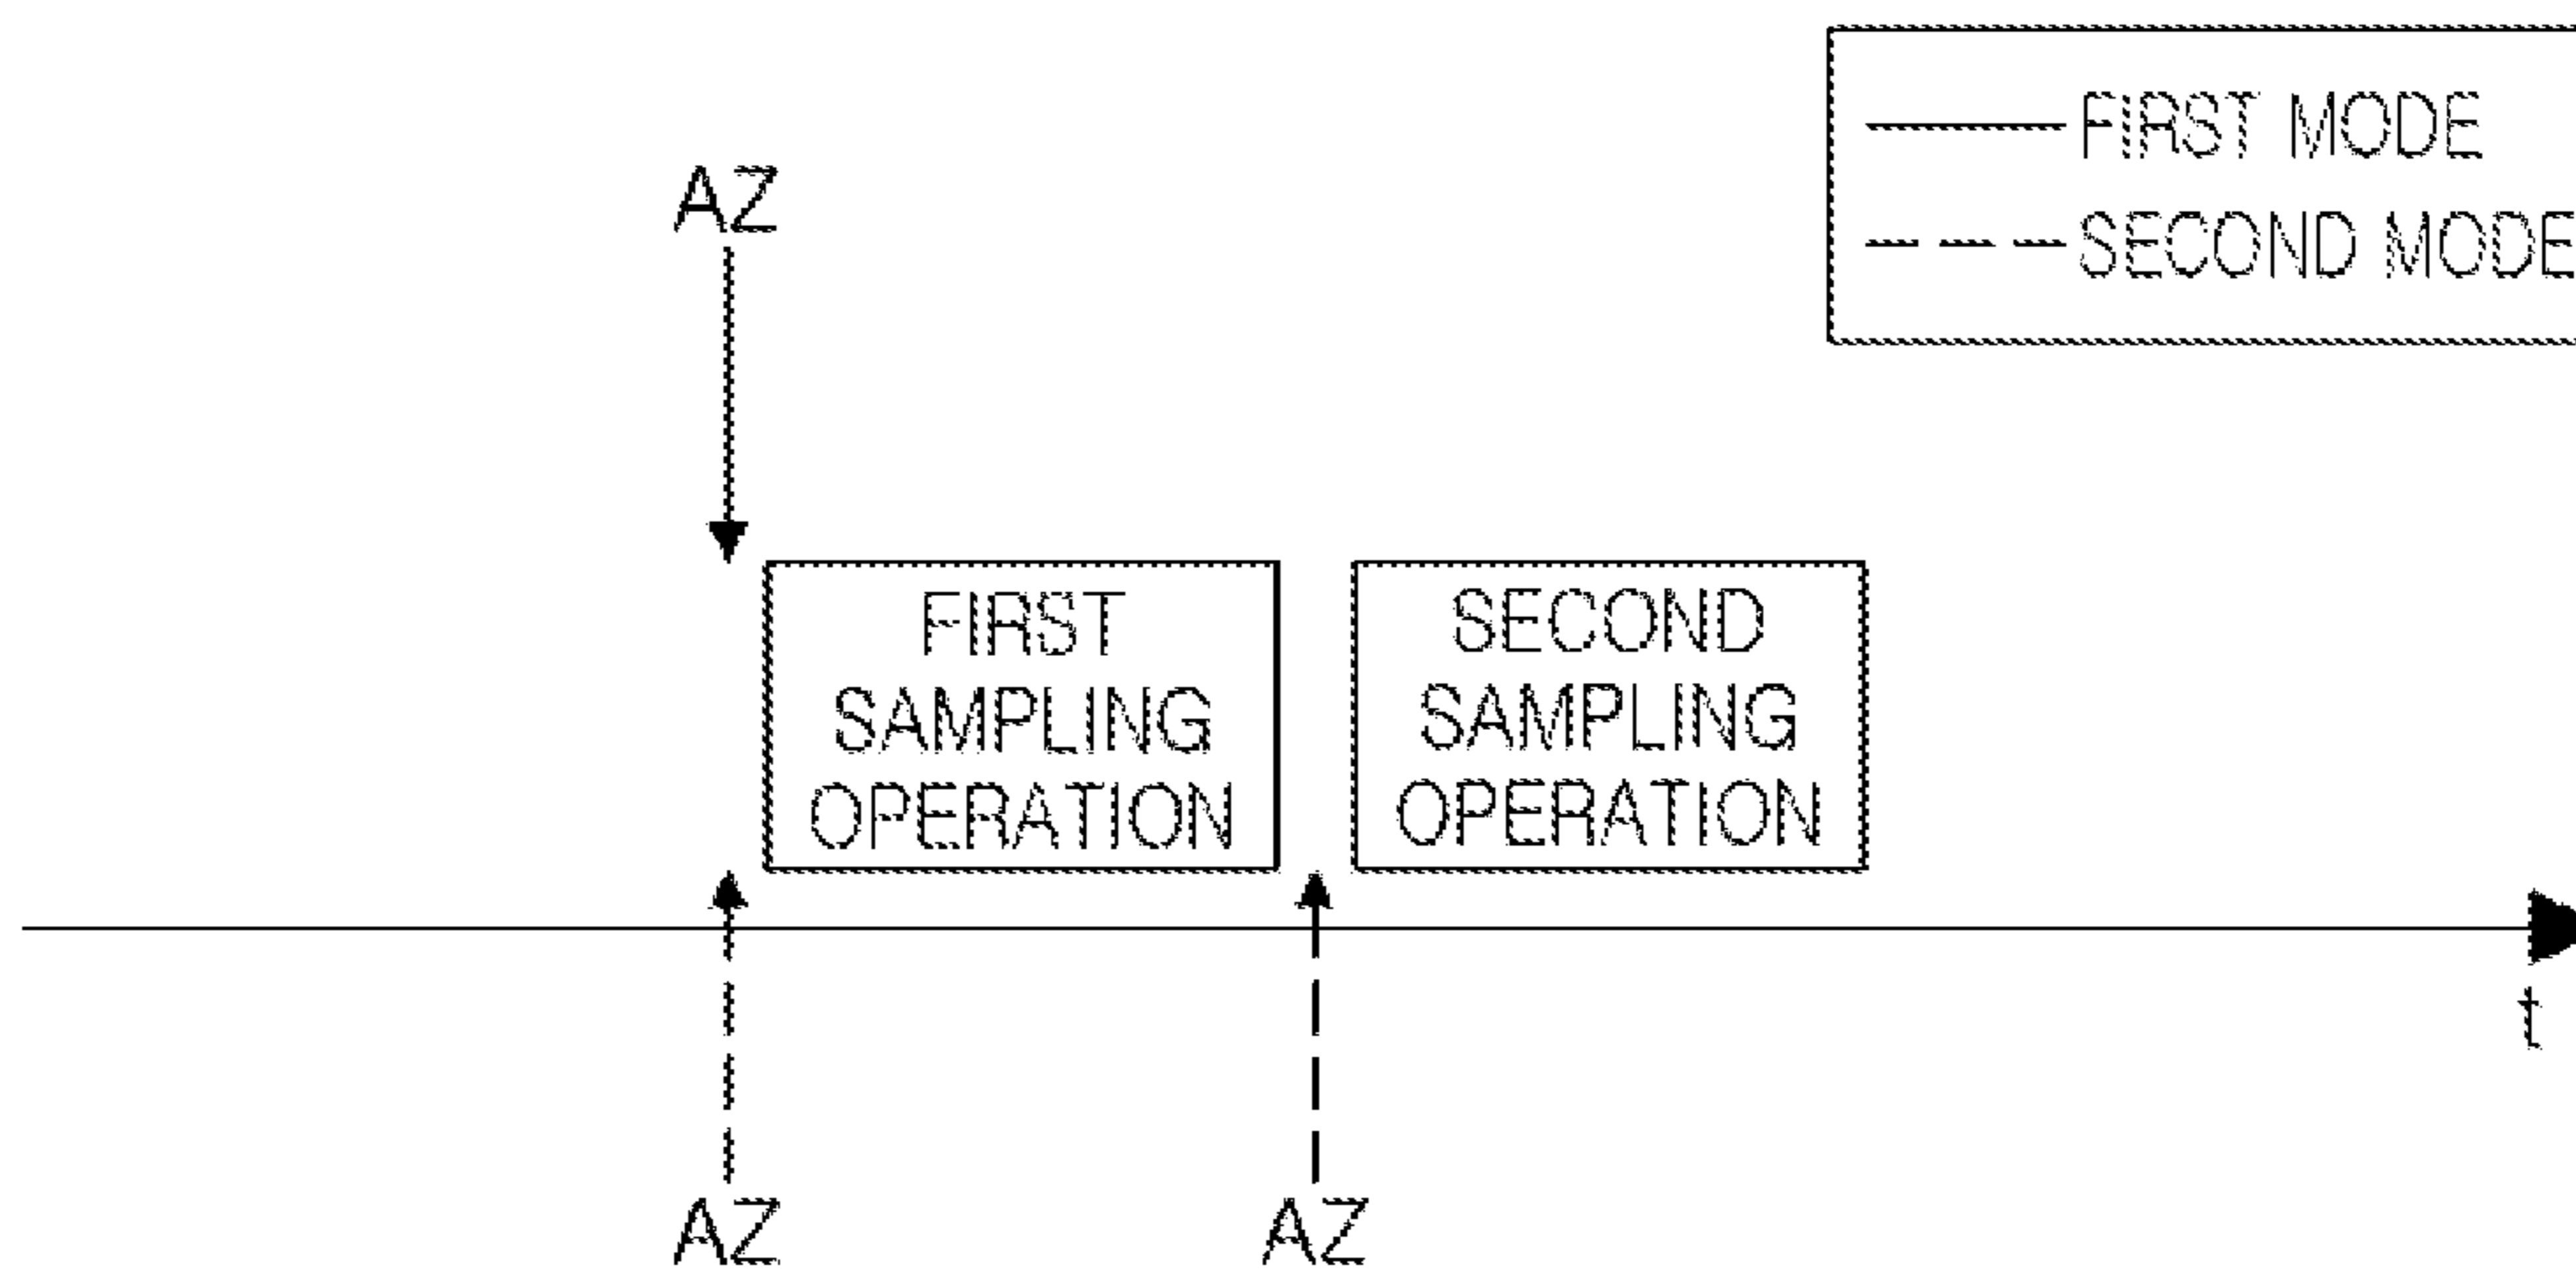 FIRST MODE
SECOND MODE
AZ
FIRST
SAMPLING
OPERATION
SECOND
SAMPLING
OPERATION
t
AZ
AZ